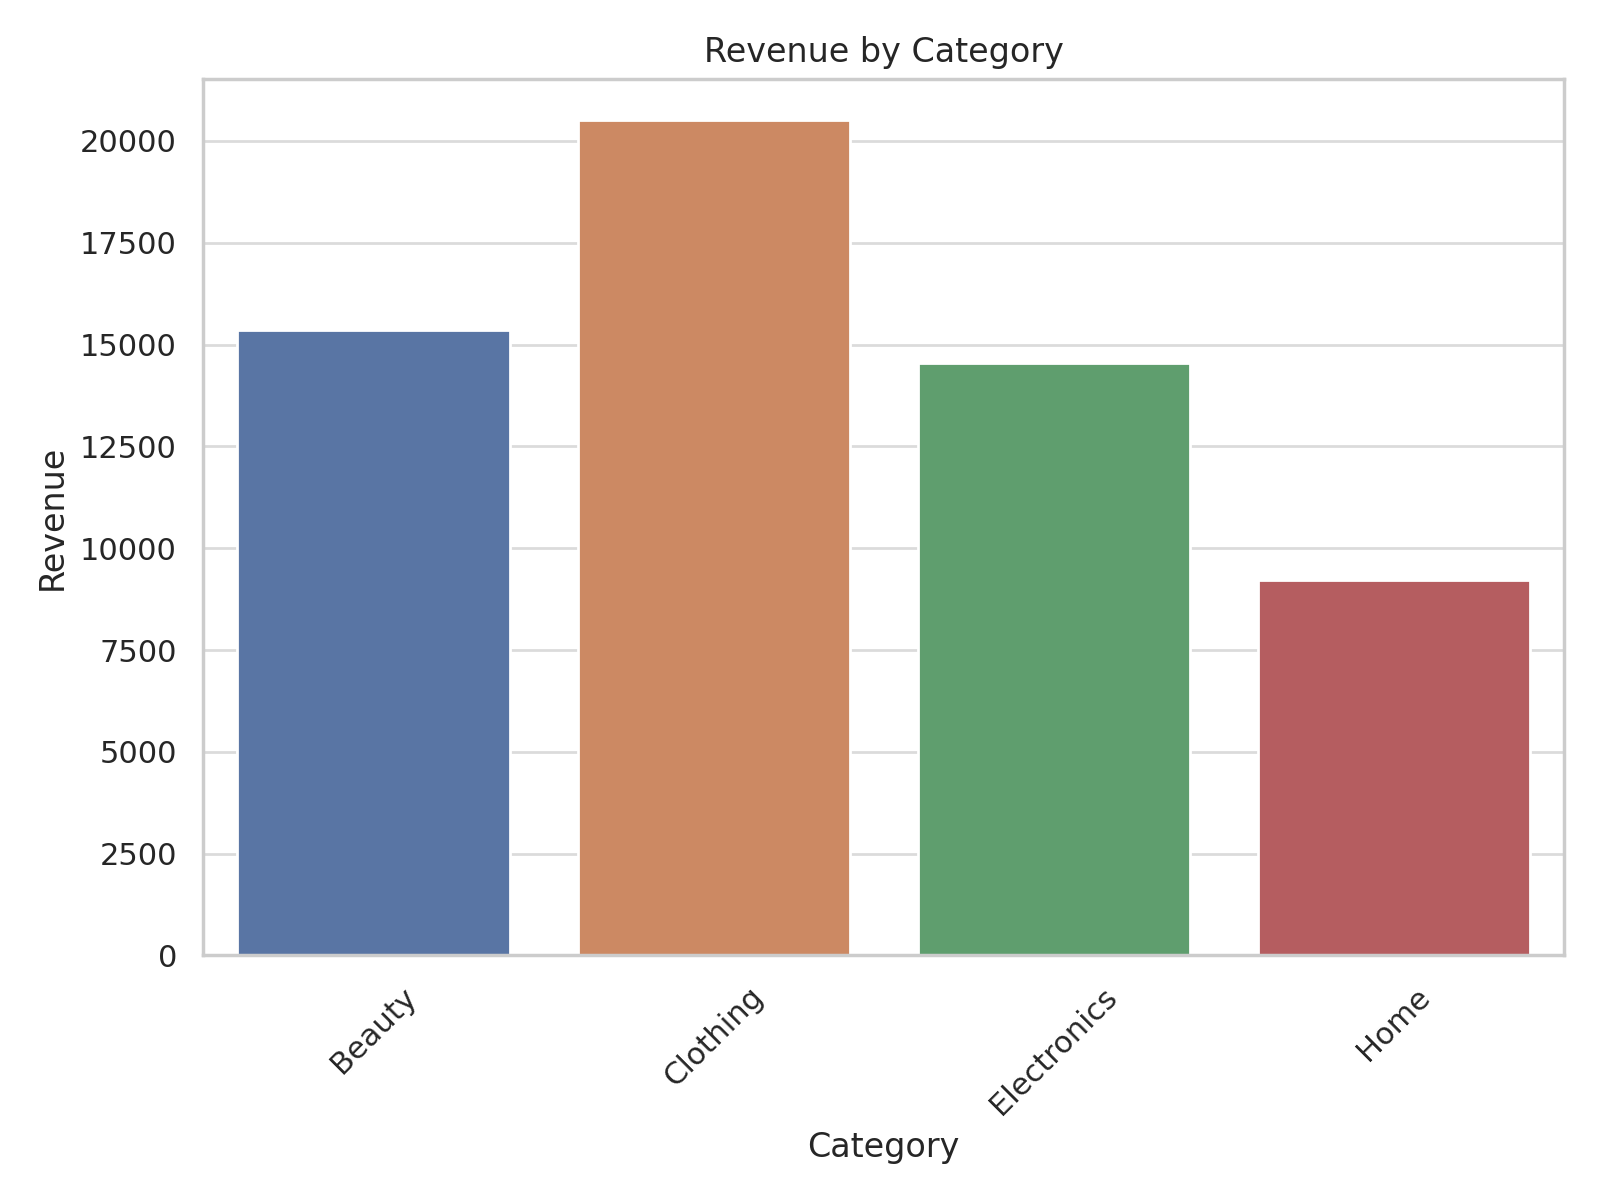 Revenue by Category
Revenue
20000
17500
15000
12500
10000
7500
5000
2500
0
Beauty
Clothing
Electronics
Home
Category